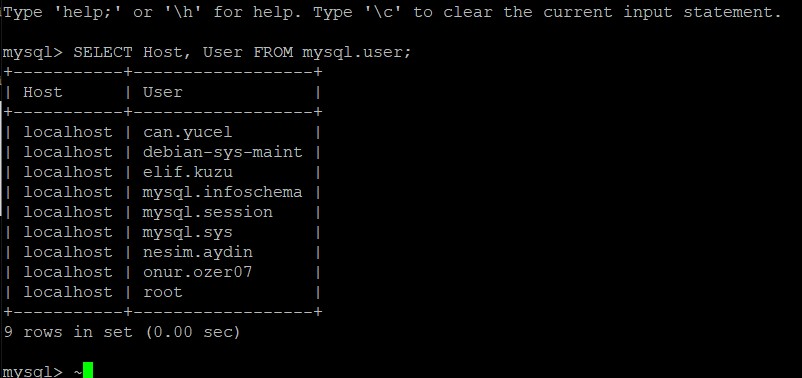 Type 'help;' or '\h' for help. Type '\c' to clear the current input statement.
mysql> SELECT Host, User FROM mysql.user;
+-----------+------------------+
| Host      | User             |
+-----------+------------------+
| localhost | can.yucel        |
| localhost | debian-sys-maint |
| localhost | elif.kuzu        |
| localhost | mysql.infoschema |
| localhost | mysql.session    |
| localhost | mysql.sys        |
| localhost | nesim.aydin      |
| localhost | onur.ozer07      |
| localhost | root             |
+-----------+------------------+
9 rows in set (0.00 sec)
mysql> ~